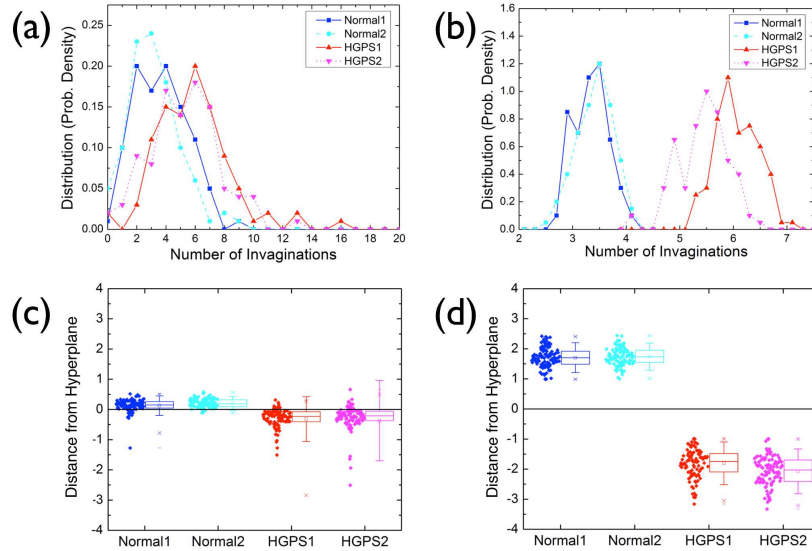 (a)
Distribution (Prob. Density)
0.25
0.20
0.15
0.10
0.05
0.00
Normal1
Normal2
HGPS1
HGPS2
0 2 4 6 8 10 12 14 16 18 20
Number of Invaginations
(b)
Distribution (Prob. Density)
1.6
1.4
1.2
1.0
0.8
0.6
0.4
0.2
0.0
Normal1
Normal2
HGPS1
HGPS2
2 3 4 5 6 7
Number of Invaginations
(c)
Distance from Hyperplane
4
3
2
1
0
-1
-2
-3
-4
Normal1 Normal2 HGPS1 HGPS2
(d)
Distance from Hyperplane
4
3
2
1
0
-1
-2
-3
-4
Normal1 Normal2 HGPS1 HGPS2